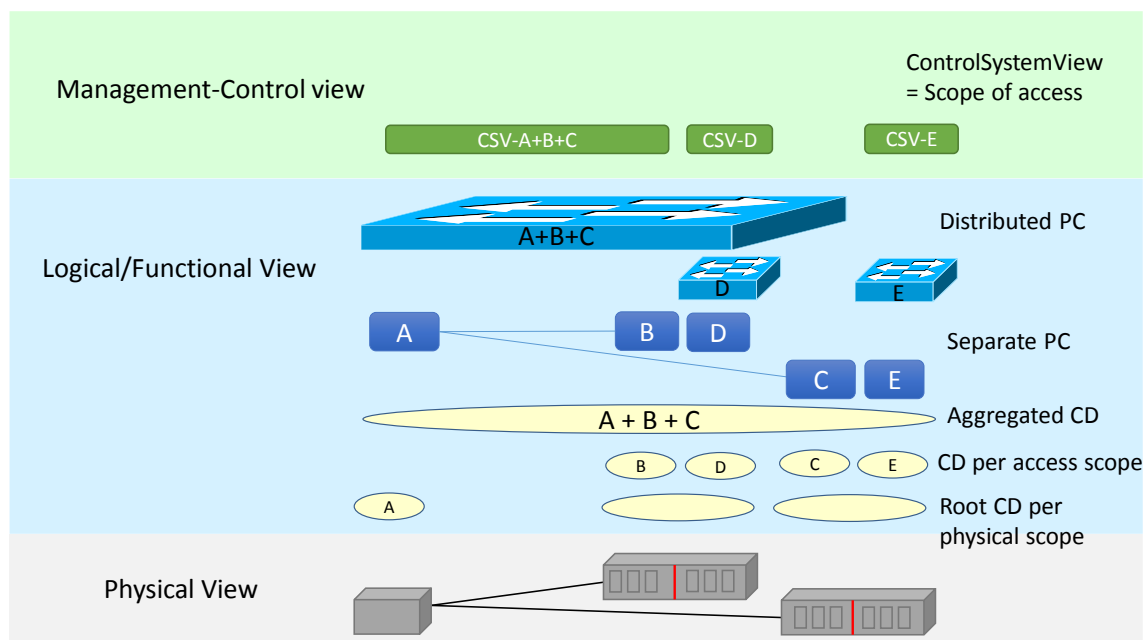 Management-Control view
ControlSystemView
= Scope of access
CSV-A+B+C
CSV-D
CSV-E
Logical/Functional View
A+B+C
Distributed PC
D
E
A
B
D
Separate PC
C
E
A + B + C
Aggregated CD
B
D
C
E
CD per access scope
A
Root CD per
physical scope
Physical View